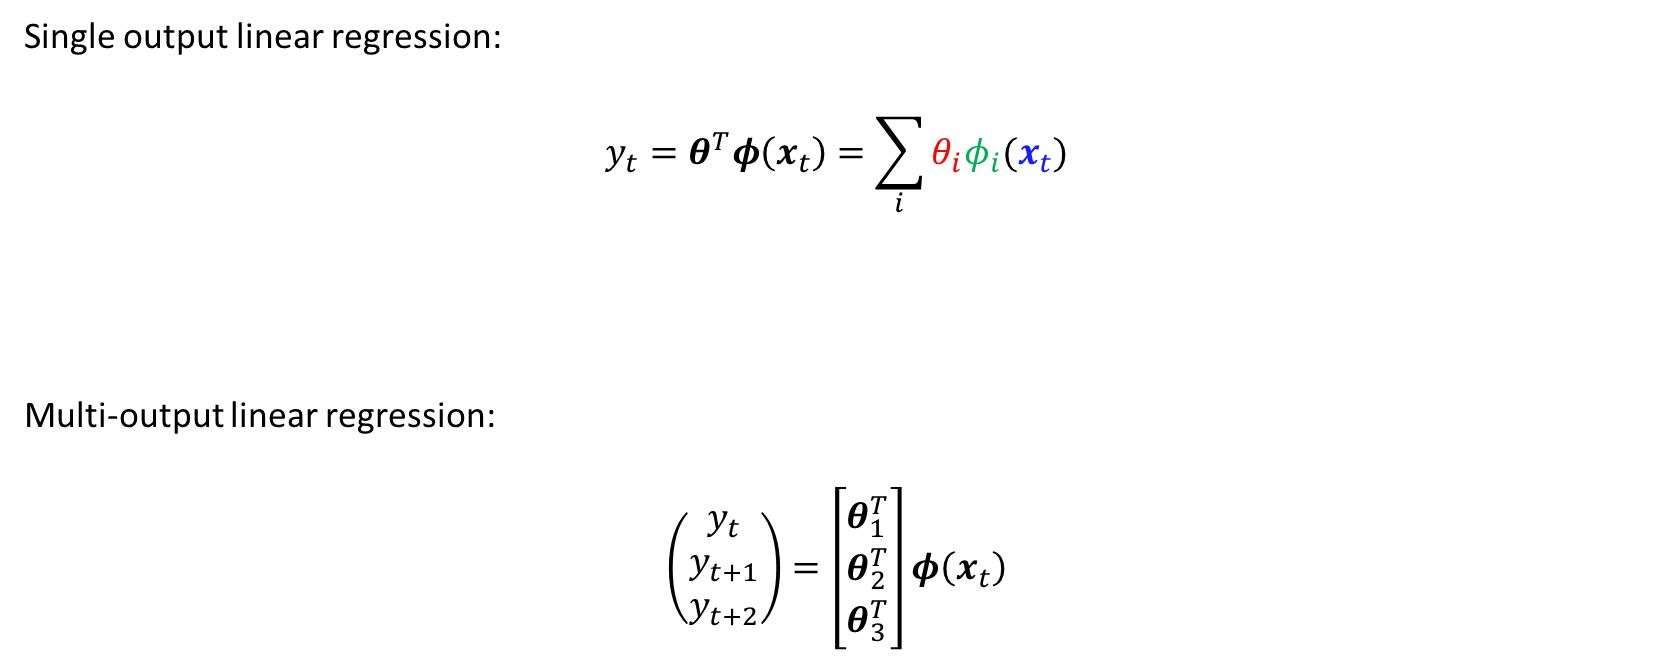 Single output linear regression:
y_t = θ^T ϕ(x_t) = ∑_i θ_i ϕ_i(x_t)
Multi-output linear regression:
(y_t y_{t+1} y_{t+2}) = [θ_1^T θ_2^T θ_3^T] ϕ(x_t)